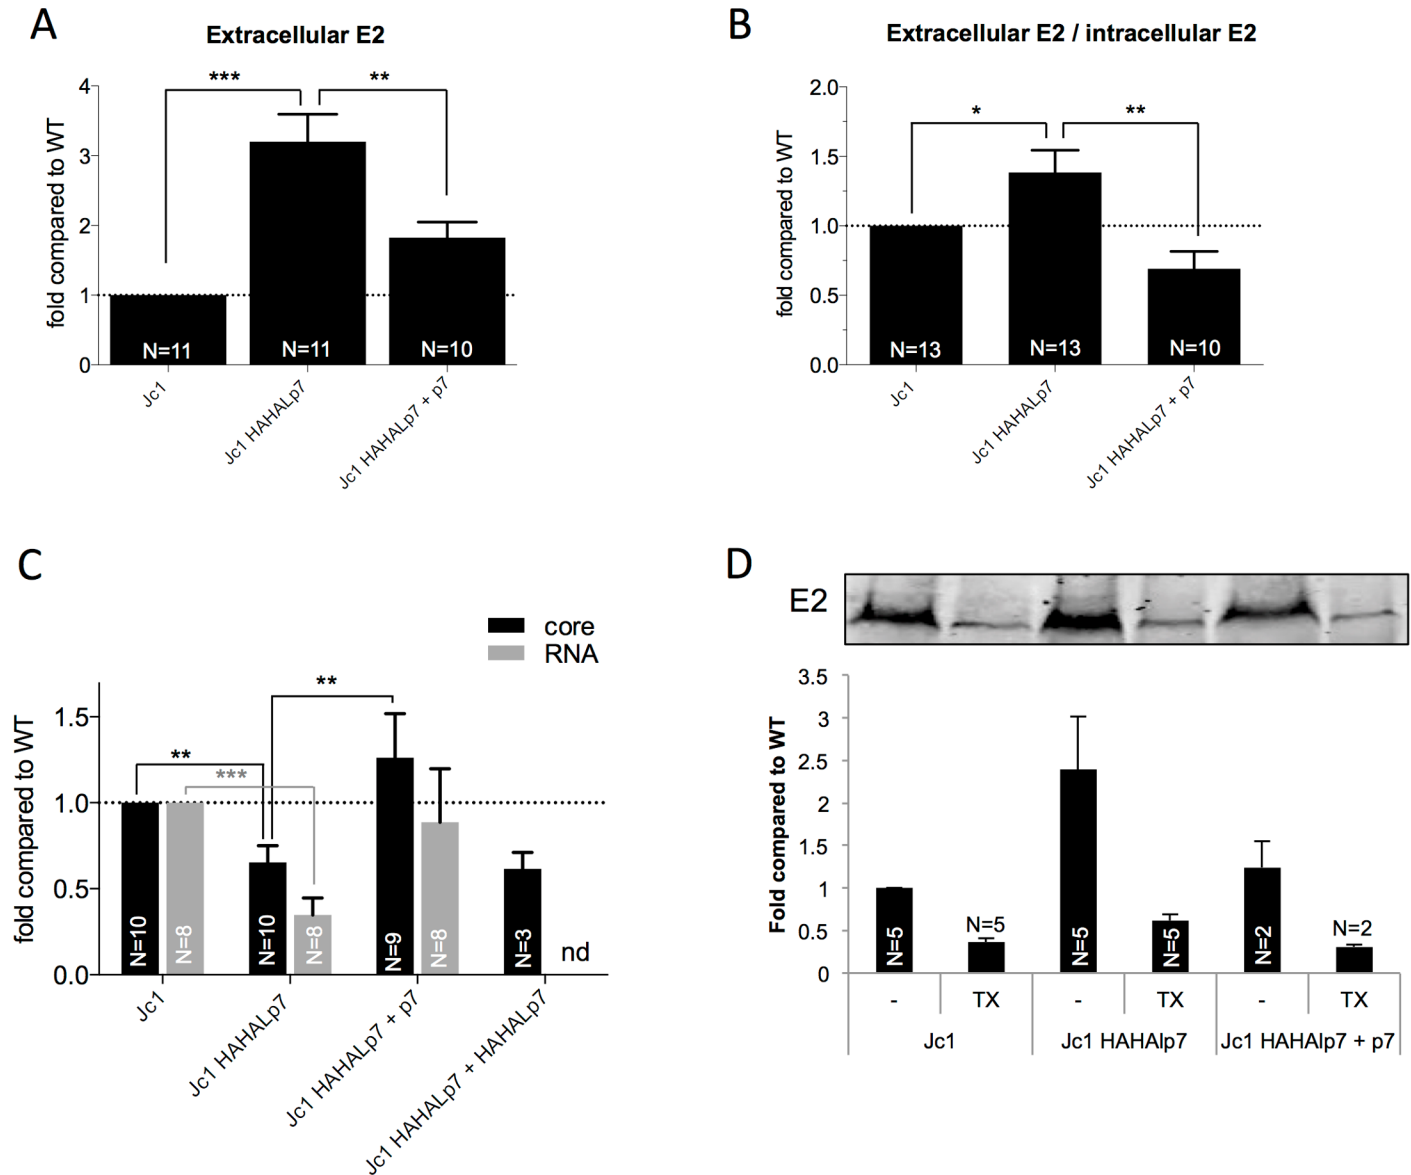 A
Extracellular E2
fold compared to WT
4
3
2
1
0
***
**
N=11
N=11
N=10
Jc1
Jc1 HAHALp7
Jc1 HAHALp7 + p7
B
Extracellular E2 / intracellular E2
fold compared to WT
2.0
1.5
1.0
0.5
0.0
*
**
N=13
N=13
N=10
Jc1
Jc1 HAHALp7
Jc1 HAHALp7 + p7
C
core
RNA
fold compared to WT
1.5
1.0
0.5
0.0
**
**
***
N=10
N=8
N=10
N=8
N=9
N=8
N=3
nd
Jc1
Jc1 HAHALp7
Jc1 HAHALp7 + p7
Jc1 HAHALp7 + HAHALp7
D
E2
Fold compared to WT
3.5
3
2.5
2
1.5
1
0.5
0
N=5
N=5
N=5
N=5
N=2
N=2
- TX - TX - TX
Jc1 Jc1 HAHAlp7 Jc1 HAHAlp7 + p7